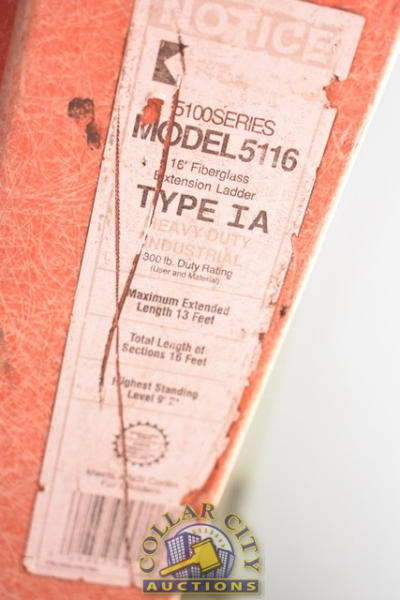 NOTICE
K
5100SERIES
MODEL5116
16' Fiberglass
Extension Ladder
TYPE IA
HEAVY-DUTY
INDUSTRIAL
300 lb. Duty Rating
(User and Material)
Maximum Extended
Length 13 Feet
Total Length of
Sections 16 Feet
Highest Standing
Level 9' 2"
COLLAR CITY
AUCTIONS